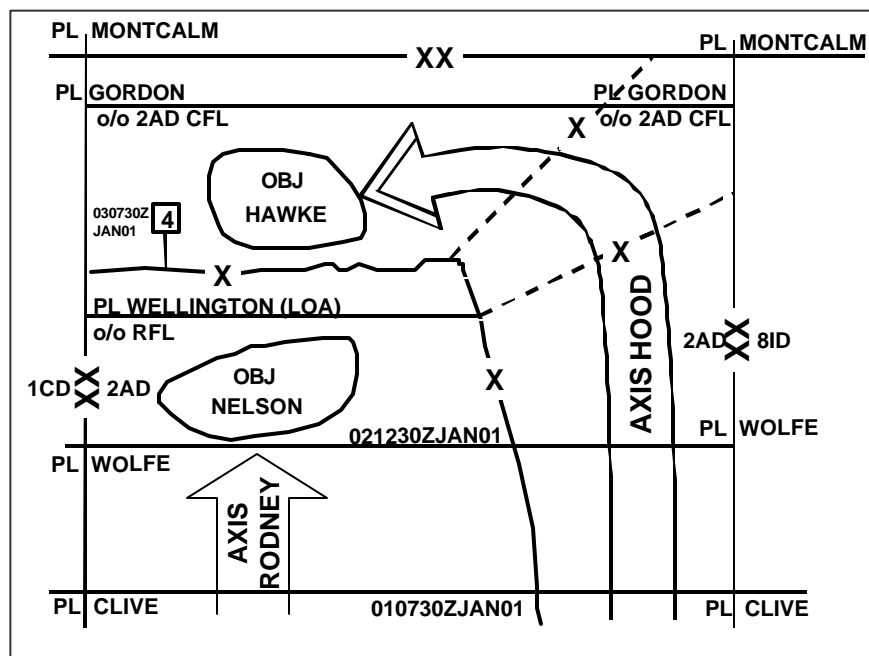 PL MONTCALM
XX
PL MONTCALM
PL GORDON
PL GORDON
o/o 2AD CFL
o/o 2AD CFL
X
OBJ
HAWKE
030730Z
JAN01
4
X
X
PL WELLINGTON (LOA)
o/o RFL
AXIS HOOD
X
1CD XX 2AD
OBJ
NELSON
2AD XX 8ID
021230ZJAN01
PL WOLFE
PL WOLFE
AXIS
RODNEY
PL CLIVE
010730ZJAN01
PL CLIVE